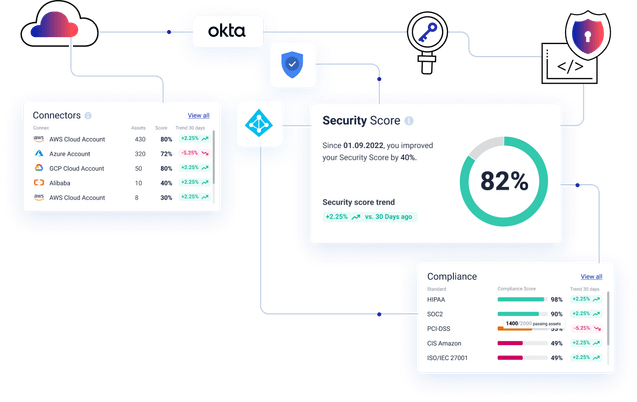 okta
</>
Connectors
View all
Connec
Assets
Score
Trend 30 days
aws AWS Cloud Account 430 80% +2.25%
Azure Account 320 72% -5.25%
GCP Cloud Account 50 80% +2.25%
Alibaba 10 40% +2.25%
aws AWS Cloud Account 8 30% +2.25%
Security Score
Since 01.09.2022, you improved
your Security Score by 40%.
82%
Security score trend
+2.25% vs. 30 Days ago
Compliance
View all
Standard
Compliance Score
Trend 30 days
HIPAA 98% +2.25%
SOC2 90% +2.25%
1400/2000 passing assets
PCI-DSS -5.25%
CIS Amazon 49% +2.25%
ISO/IEC 27001 49% +2.25%